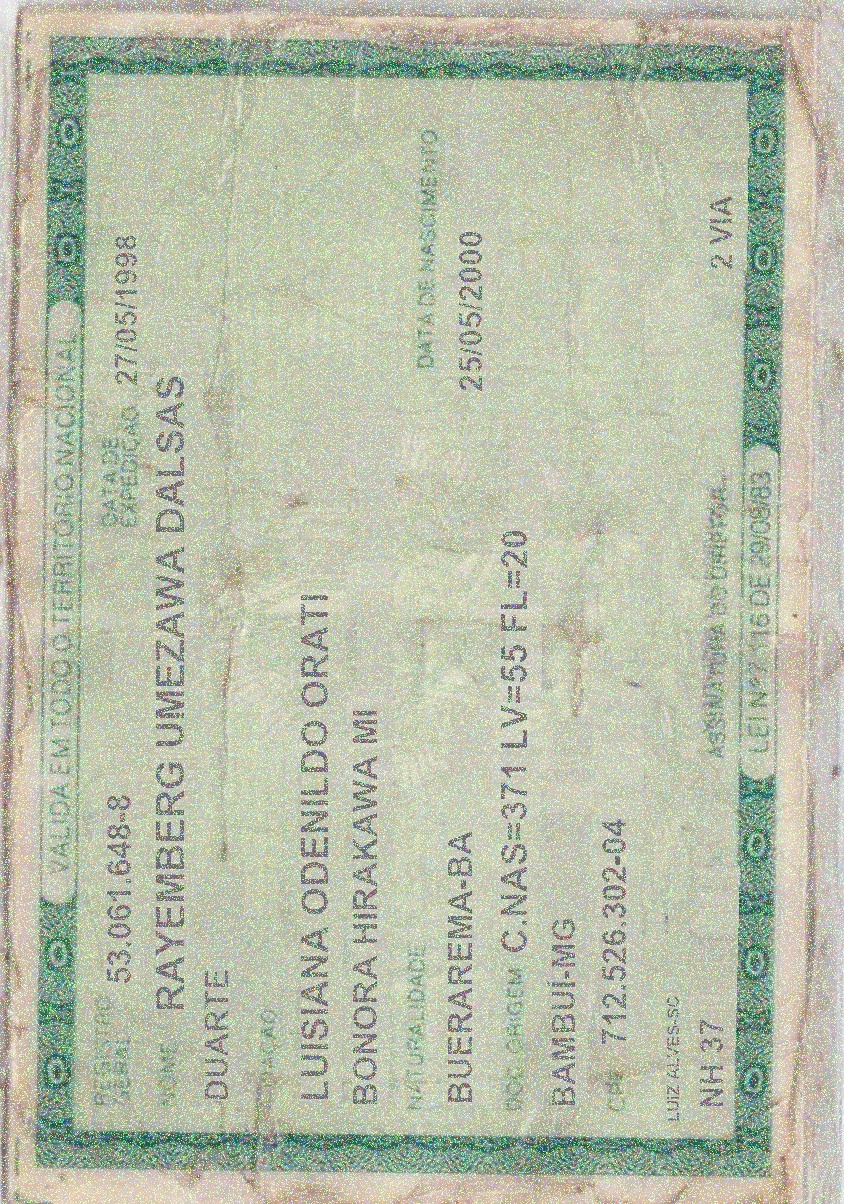 VALIDA EM TODO O TERRITORIO NACIONAL
REGISTRO GERAL 53.061.648-8 DATA DE EXPEDIÇÃO 27/05/1998
NOME RAYEMBERG UMEZAWA DALSAS
DUARTE
FILIAÇÃO
LUISIANA ODENILDO ORATI
BONORA HIRAKAWA MI
NATURALIDADE DATA DE NASCIMENTO
BUERAREMA-BA 25/05/2000
DOC. ORIGEM C.NAS=371 LV=55 FL=20
BAMBUÍ-MG
CPF 712.526.302-04
LUIZ ALVES-SC
NH 37 ASSINATURA DO 2 VIA
LEI Nº 7.116 DE 29/08/83